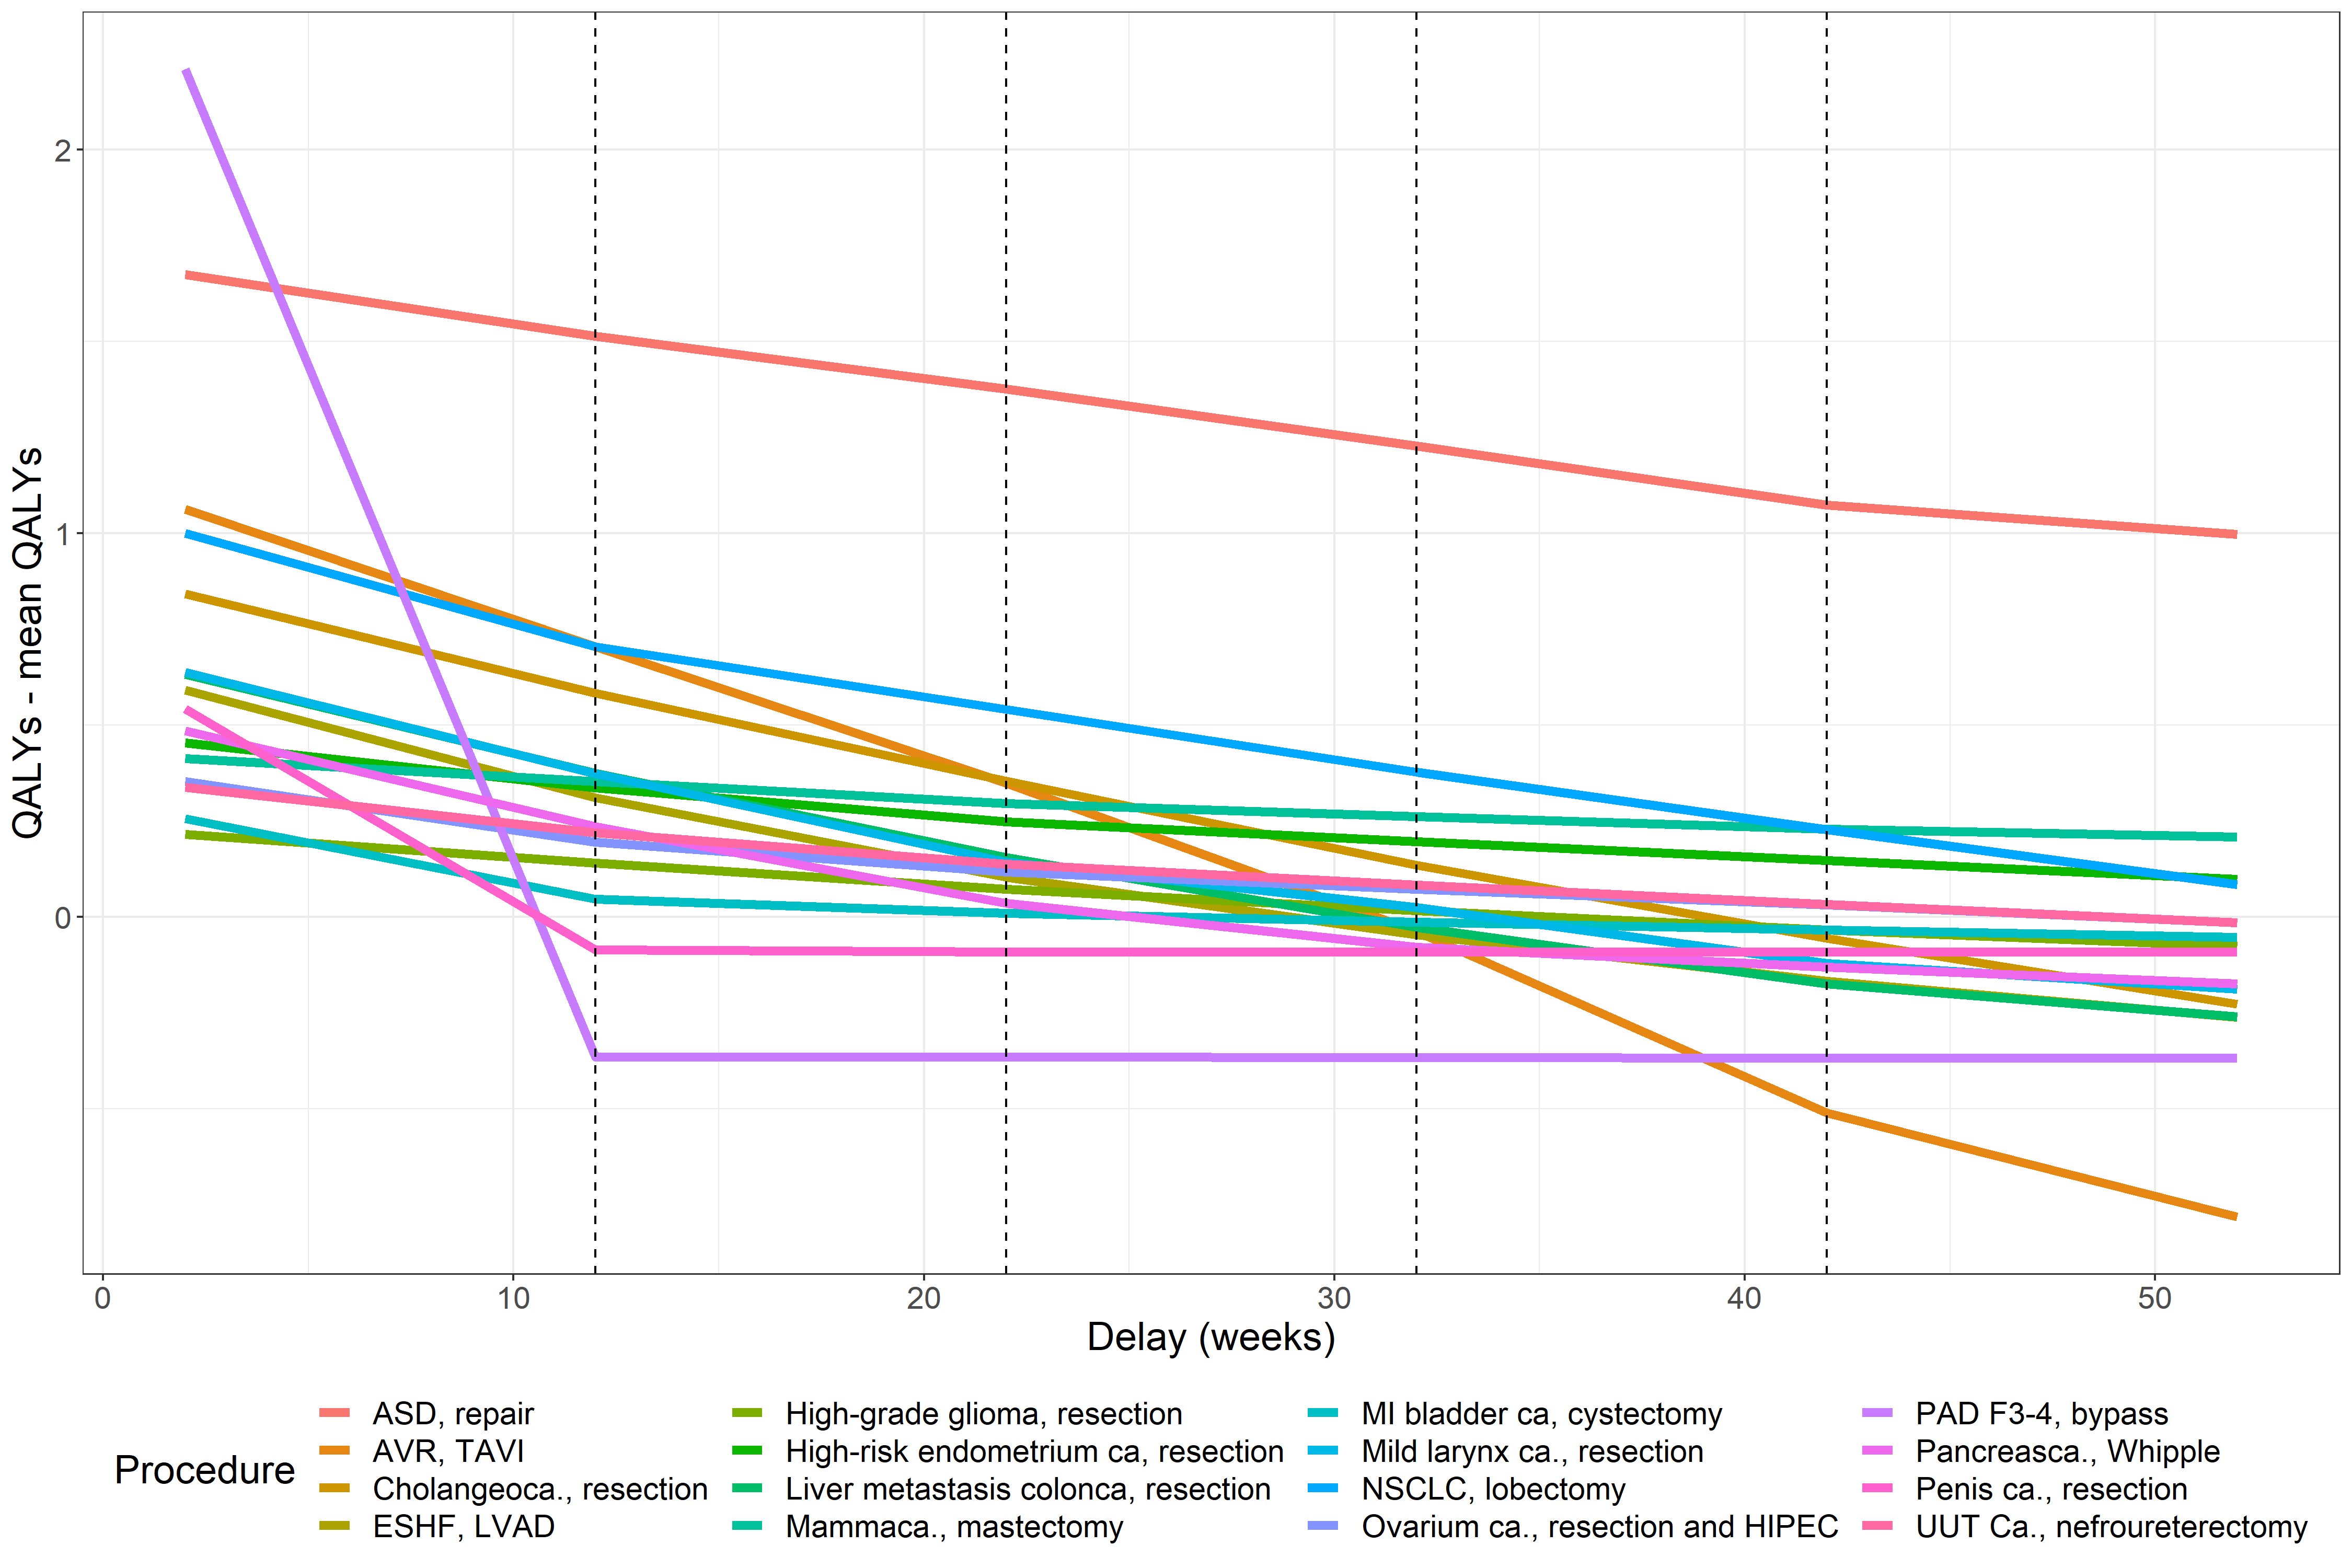 2
1
0
QALYs - mean QALYs
0 10 20 30 40 50
Delay (weeks)
Procedure
ASD, repair
AVR, TAVI
Cholangeoca., resection
ESHF, LVAD
High-grade glioma, resection
High-risk endometrium ca, resection
Liver metastasis colonca, resection
Mammaca., mastectomy
MI bladder ca, cystectomy
Mild larynx ca., resection
NSCLC, lobectomy
Ovarium ca., resection and HIPEC
PAD F3-4, bypass
Pancreasca., Whipple
Penis ca., resection
UUT Ca., nefroureterectomy